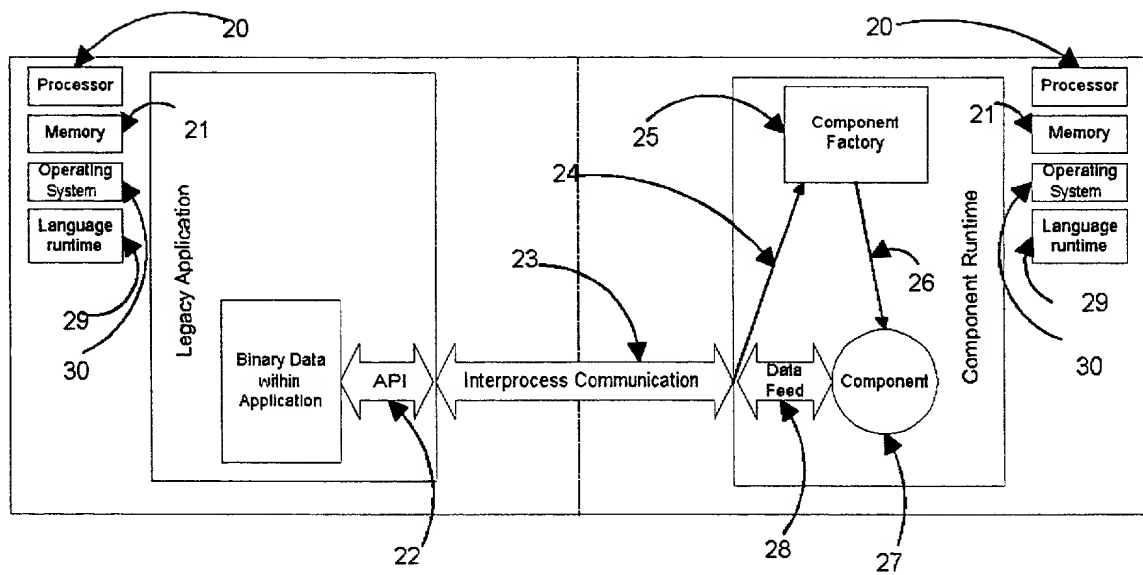 20
20
Processor
Memory
Operating
System
Language
runtime
21
29
30
Legacy Application
Binary Data
within
Application
API
22
Interprocess Communication
23
24
25
Component
Factory
26
Data
Feed
Component
28
27
Component Runtime
Processor
Memory
Operating
System
Language
runtime
21
29
30